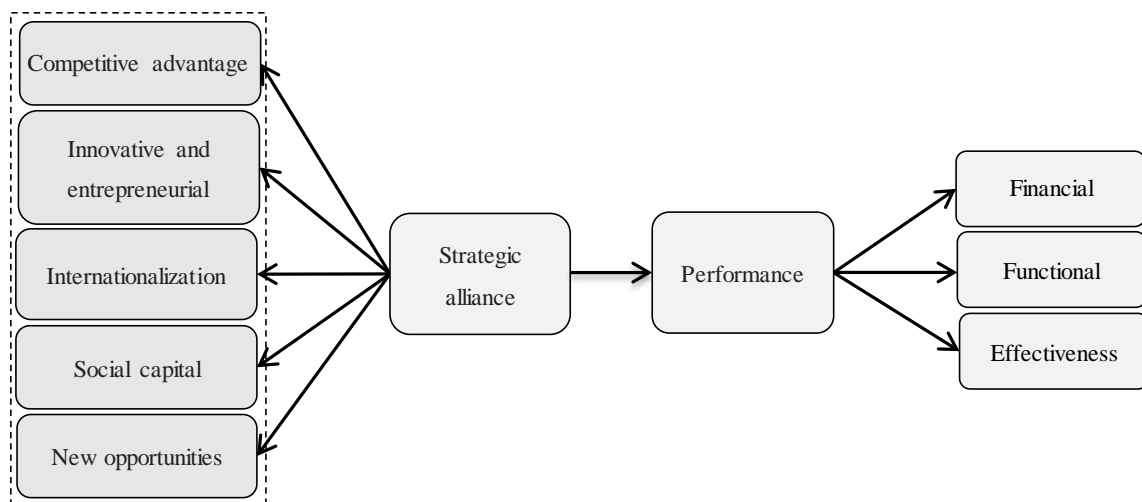 Competitive advantage
Innovative and
entrepreneurial
Internationalization
Social capital
New opportunities
Strategic
alliance
Performance
Financial
Functional
Effectiveness